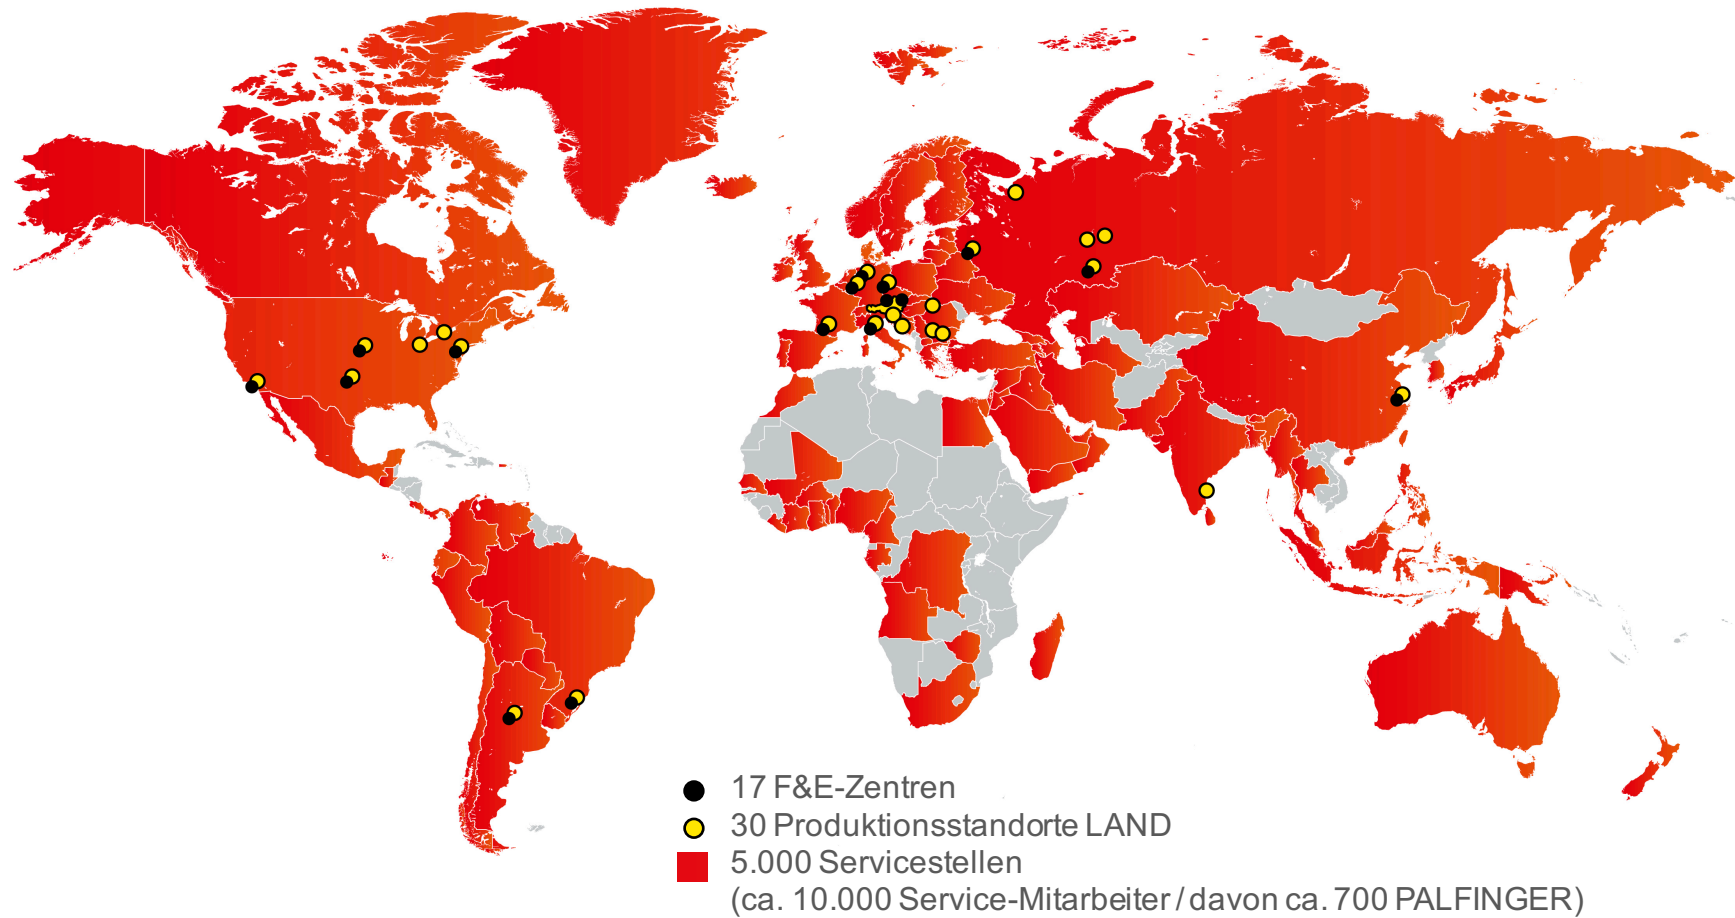 17 F&E-Zentren
30 Produktionsstandorte LAND
5.000 Servicestellen
(ca. 10.000 Service-Mitarbeiter / davon ca. 700 PALFINGER)